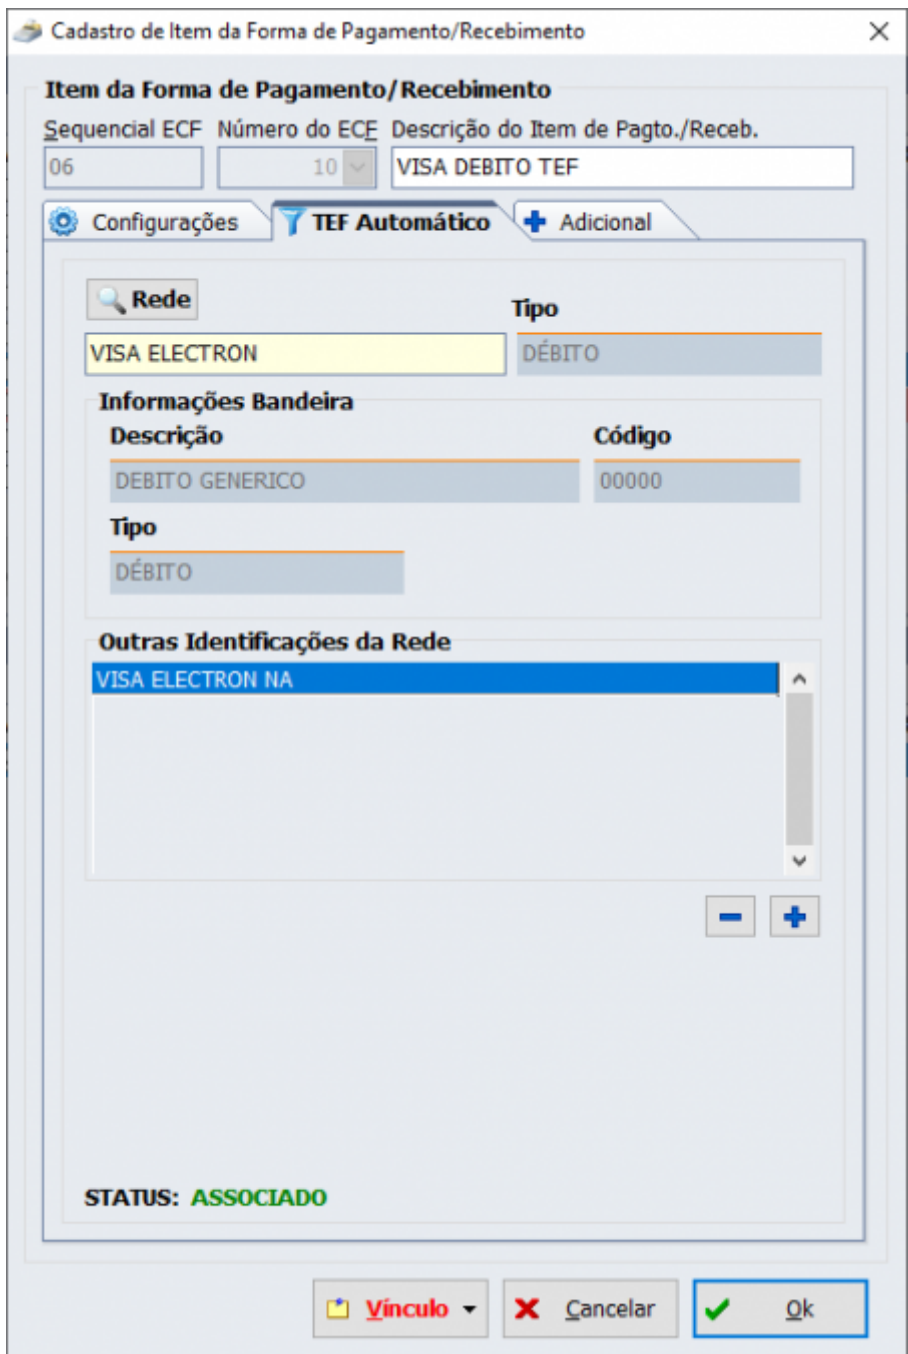 Cadastro de Item da Forma de Pagamento/Recebimento
Item da Forma de Pagamento/Recebimento
Sequencial ECF Número do ECF Descrição do Item de Pagto./Receb.
06 10 VISA DEBITO TEF
Configurações TEF Automático Adicional
Rede Tipo
VISA ELECTRON DÉBITO
Informações Bandeira
Descrição Código
DEBITO GENERICO 00000
Tipo
DÉBITO
Outras Identificações da Rede
VISA ELECTRON NA
STATUS: ASSOCIADO
Vínculo Cancelar Ok